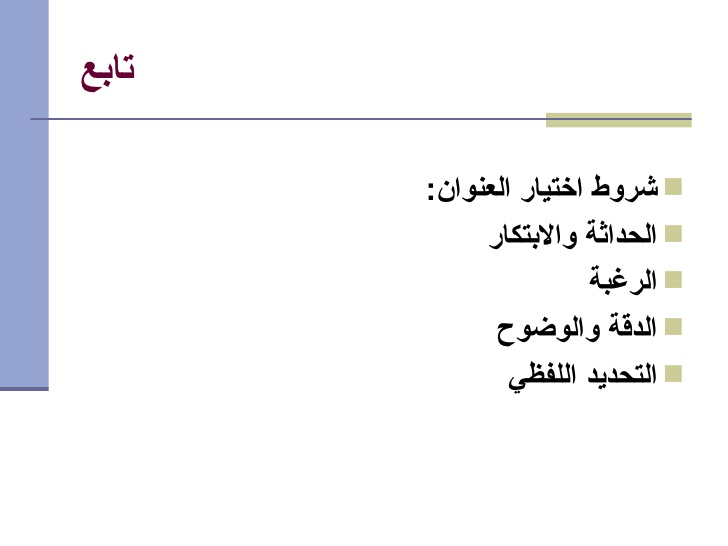 تابع
شروط اختيار العنوان:
الحداثة والابتكار
الرغبة
الدقة والوضوح
التحديد اللفظي